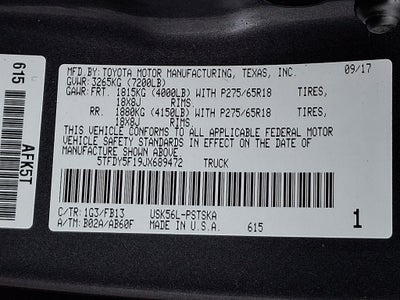 MFD.BY:TOYOTA MOTOR MANUFACTURING, TEXAS, INC. 09/17
GVWR: 3265KG (7200LB)
GAWR: FRT. 1815KG (4000LB) WITH P275/65R18 TIRES,
18X8J RIMS,
RR. 1880KG (4150LB) WITH P275/65R18 TIRES,
18X8J RIMS,
THIS VEHICLE CONFORMS TO ALL APPLICABLE FEDERAL MOTOR
VEHICLE SAFETY STANDARDS IN EFFECT ON THE DATE OF
MANUFACTURE SHOWN ABOVE.
5TFDY5F19JX689472 TRUCK
C/TR: 1G3/FB13 USK56L-PSTSKA
A/TM: B02A/AB60F MADE IN U.S.A. 615
1
615
AFK5T